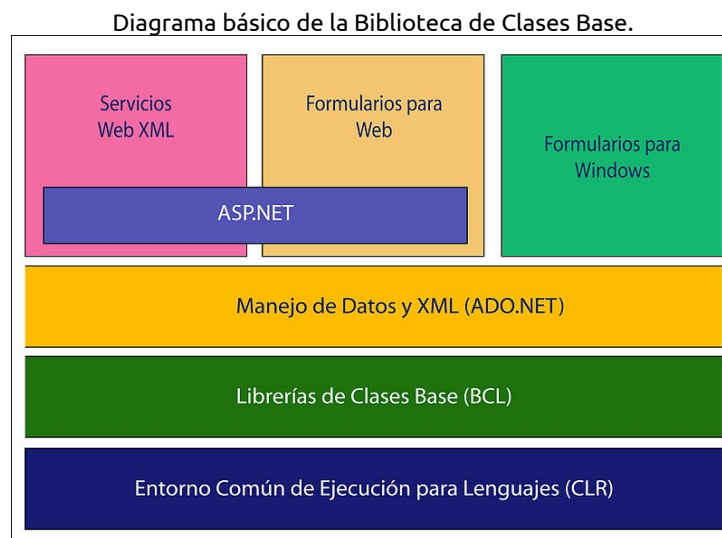 Diagrama básico de la Biblioteca de Clases Base.
Servicios
Web XML
Formularios para
Web
Formularios para
Windows
ASP.NET
Manejo de Datos y XML (ADO.NET)
Librerías de Clases Base (BCL)
Entorno Común de Ejecución para Lenguajes (CLR)